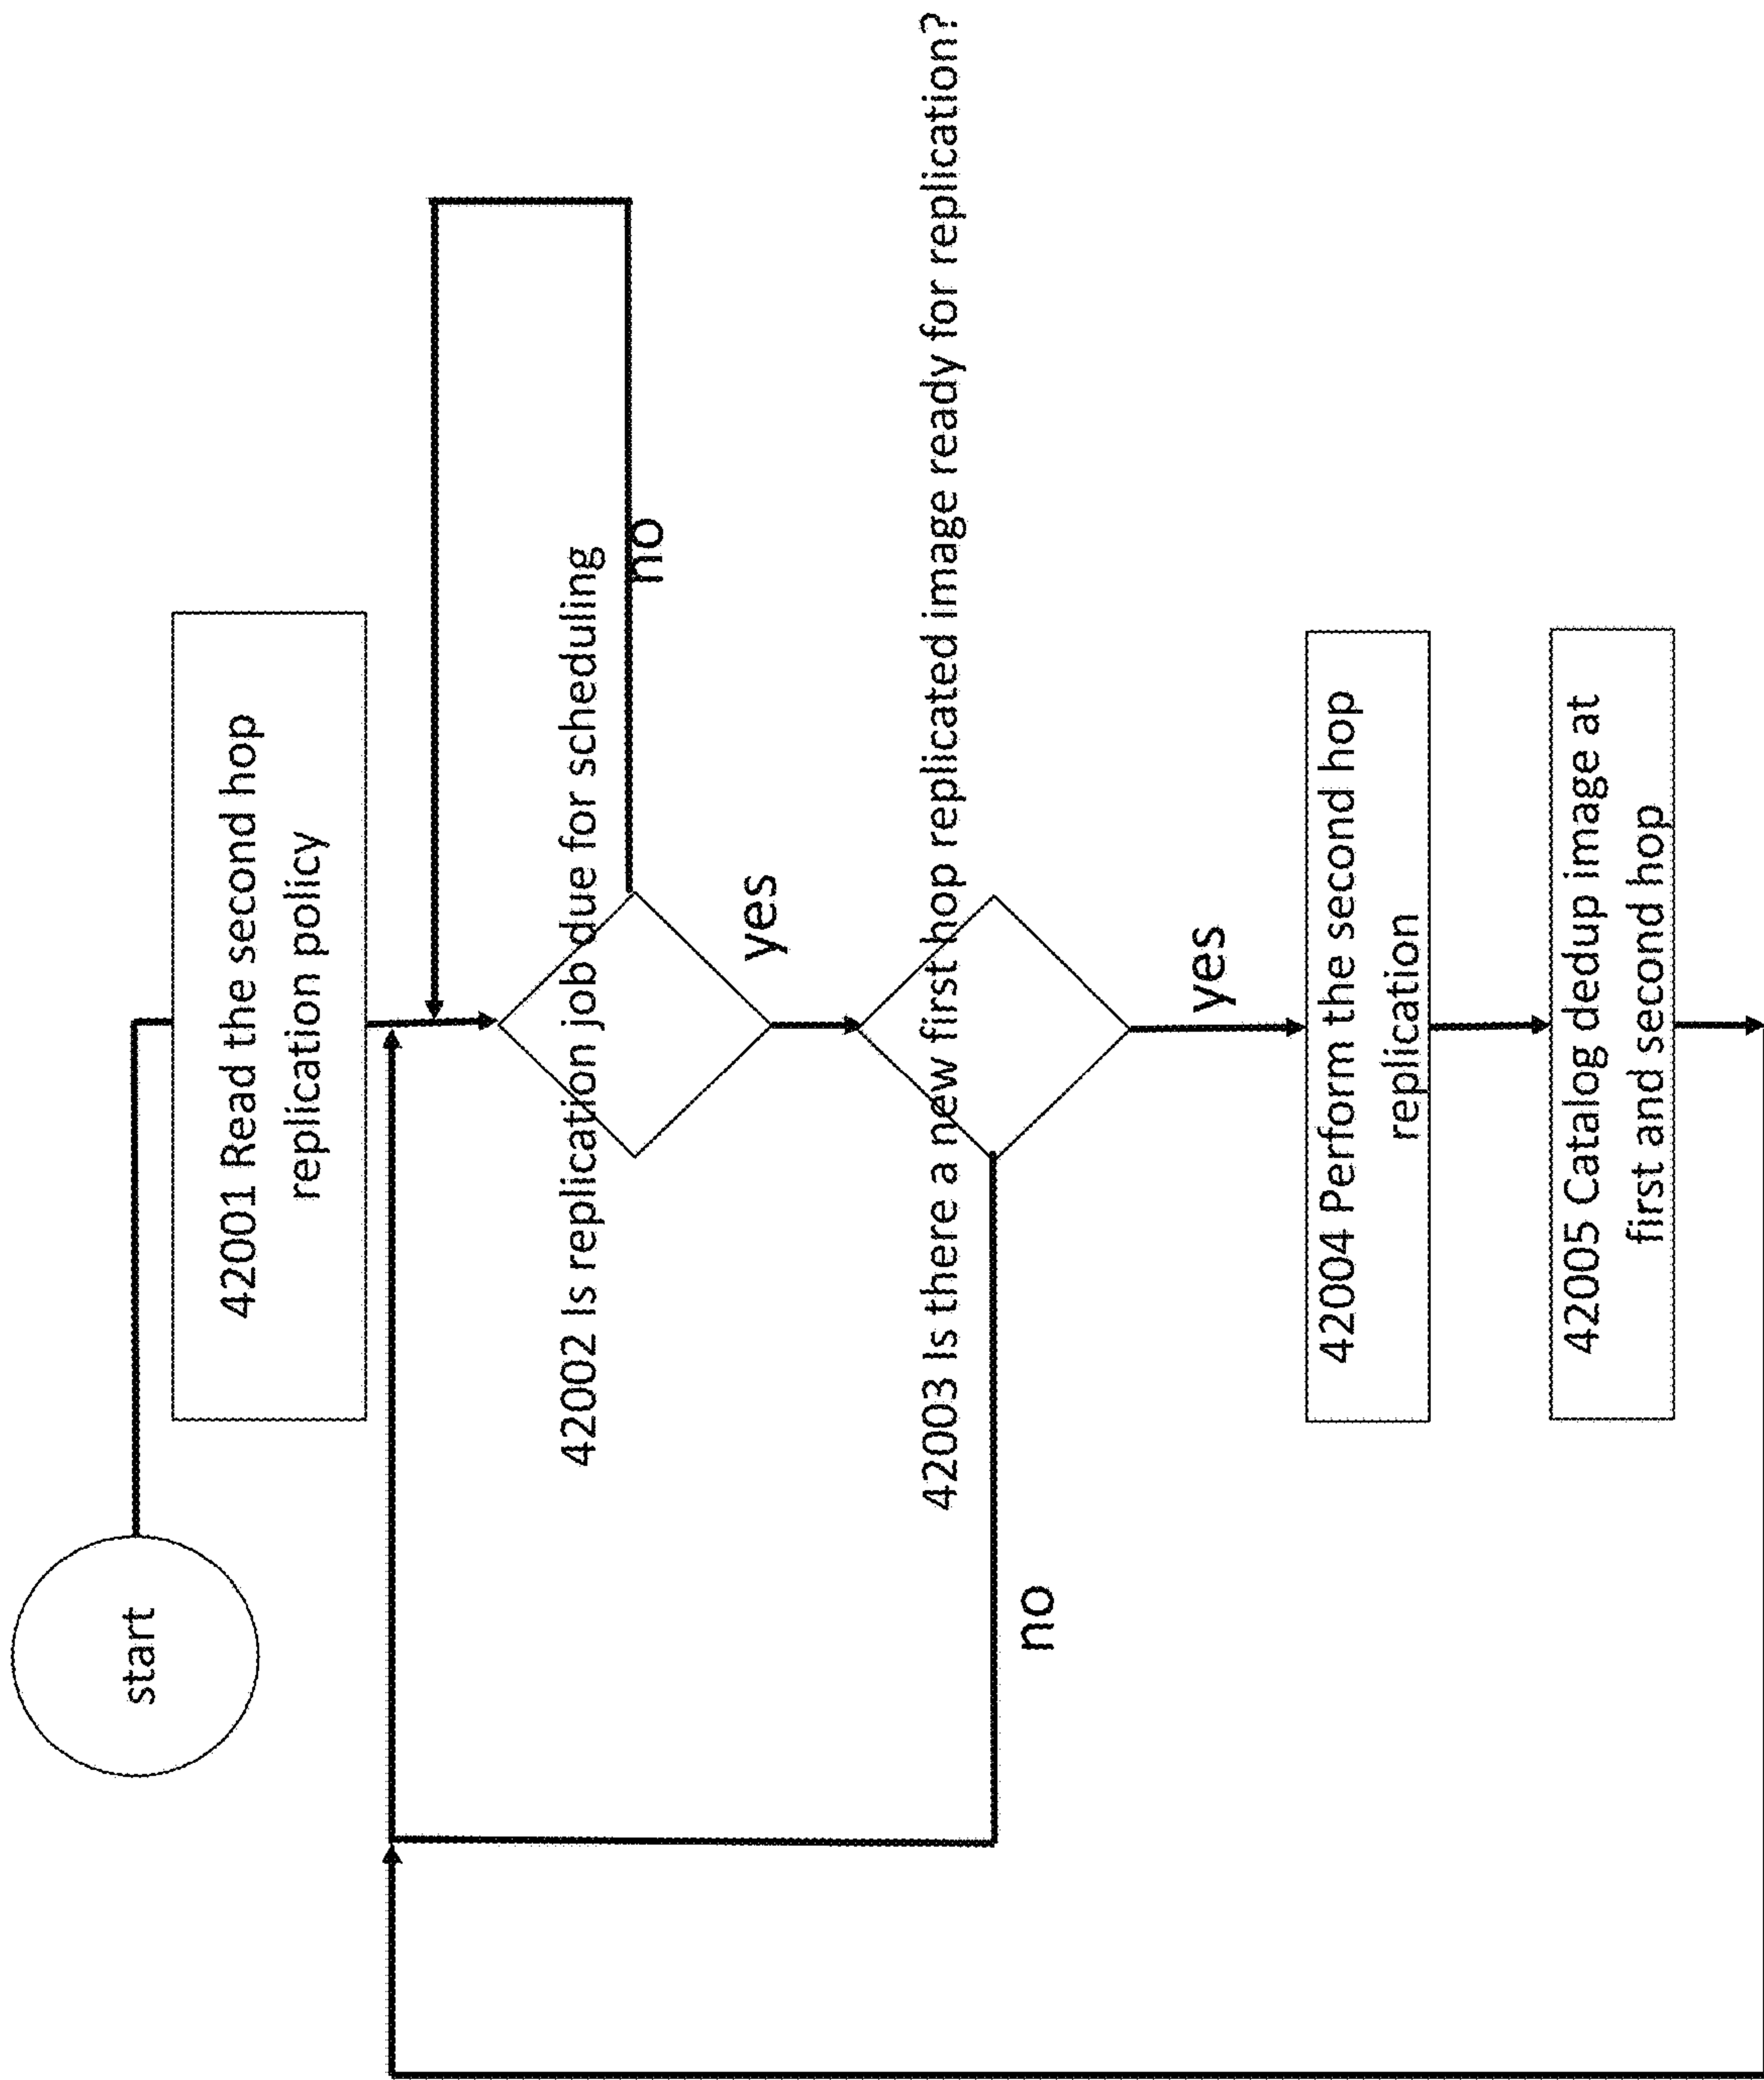 start
42001 Read the second hop
replication policy
42002 Is replication job due for scheduling
no
yes
42003 Is there a new first hop replicated image ready for replication?
no
yes
42004 Perform the second hop
replication
42005 Catalog dedup image at
first and second hop